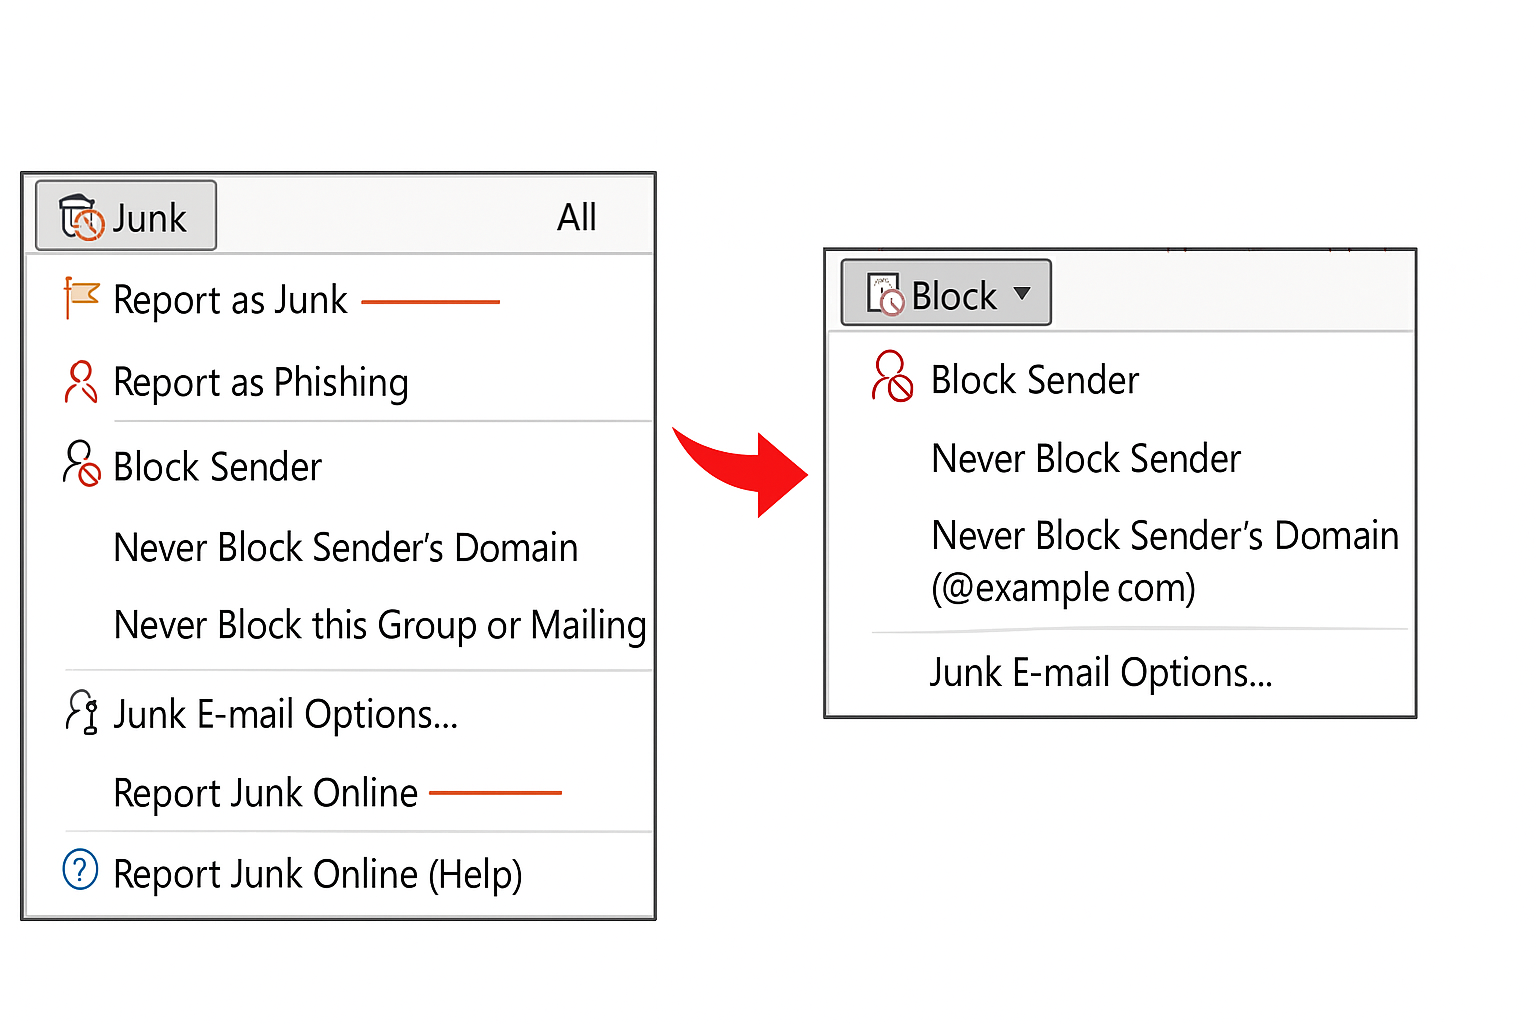 Junk
All
Report as Junk
Report as Phishing
Block Sender
Never Block Sender’s Domain
Never Block this Group or Mailing
Junk E-mail Options...
Report Junk Online
Report Junk Online (Help)
Block
Block Sender
Never Block Sender’s Domain
Never Block Sender
(@example com)
Junk E-mail Options...